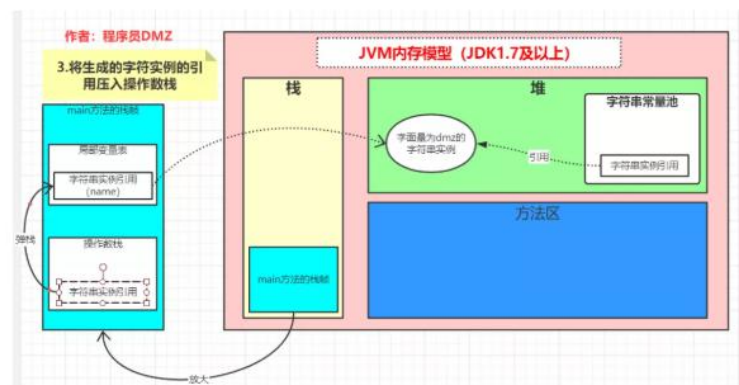 作者：程序员DMZ
3.将生成的字符实例的引
用压入操作数栈
main方法的栈帧
局部变量表
字符串实例引用
(name)
弹栈
操作数栈
字符串实例引用
放大
JVM内存模型（JDK1.7及以上）
栈
main方法的栈帧
堆
字面量为dmz的
字符串实例
引用
字符串常量池
字符串实例引用
方法区